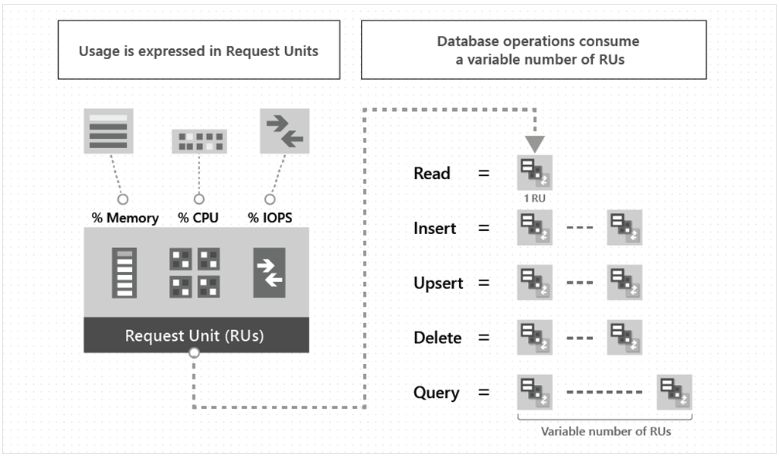 Usage is expressed in Request Units
Database operations consume
a variable number of RUs
% Memory
% CPU
% IOPS
Request Unit (RUs)
Read =
1 RU
Insert =
Upsert =
Delete =
Query =
Variable number of RUs